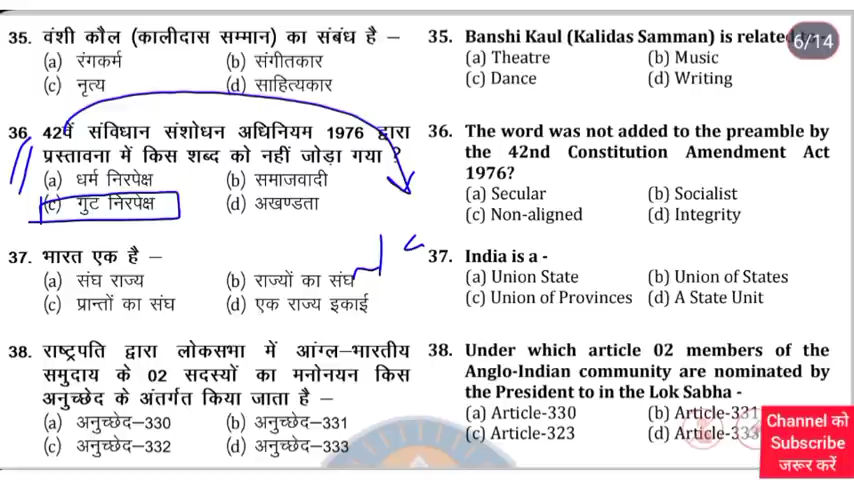 35. वंशी कौल (कालीदास सम्मान) का संबंध है –
(a) रंगकर्म (b) संगीतकार
(c) नृत्य (d) साहित्यकार
36. 42वें संविधान संशोधन अधिनियम 1976 द्वारा
प्रस्तावना में किस शब्द को नहीं जोड़ा गया ?
(a) धर्म निरपेक्ष (b) समाजवादी
(c) गुट निरपेक्ष (d) अखण्डता
37. भारत एक है –
(a) संघ राज्य (b) राज्यों का संघ
(c) प्रान्तों का संघ (d) एक राज्य इकाई
38. राष्ट्रपति द्वारा लोकसभा में आंग्ल–भारतीय
समुदाय के 02 सदस्यों का मनोनयन किस
अनुच्छेद के अंतर्गत किया जाता है –
(a) अनुच्छेद–330 (b) अनुच्छेद–331
(c) अनुच्छेद–332 (d) अनुच्छेद–333
35. Banshi Kaul (Kalidas Samman) is related
6/14
(a) Theatre (b) Music
(c) Dance (d) Writing
36. The word was not added to the preamble by
the 42nd Constitution Amendment Act
1976?
(a) Secular (b) Socialist
(c) Non-aligned (d) Integrity
37. India is a -
(a) Union State (b) Union of States
(c) Union of Provinces (d) A State Unit
38. Under which article 02 members of the
Anglo-Indian community are nominated by
the President to in the Lok Sabha -
(a) Article-330 (b) Article-331
(c) Article-323 (d) Article-333
Channel को
Subscribe
जरूर करें